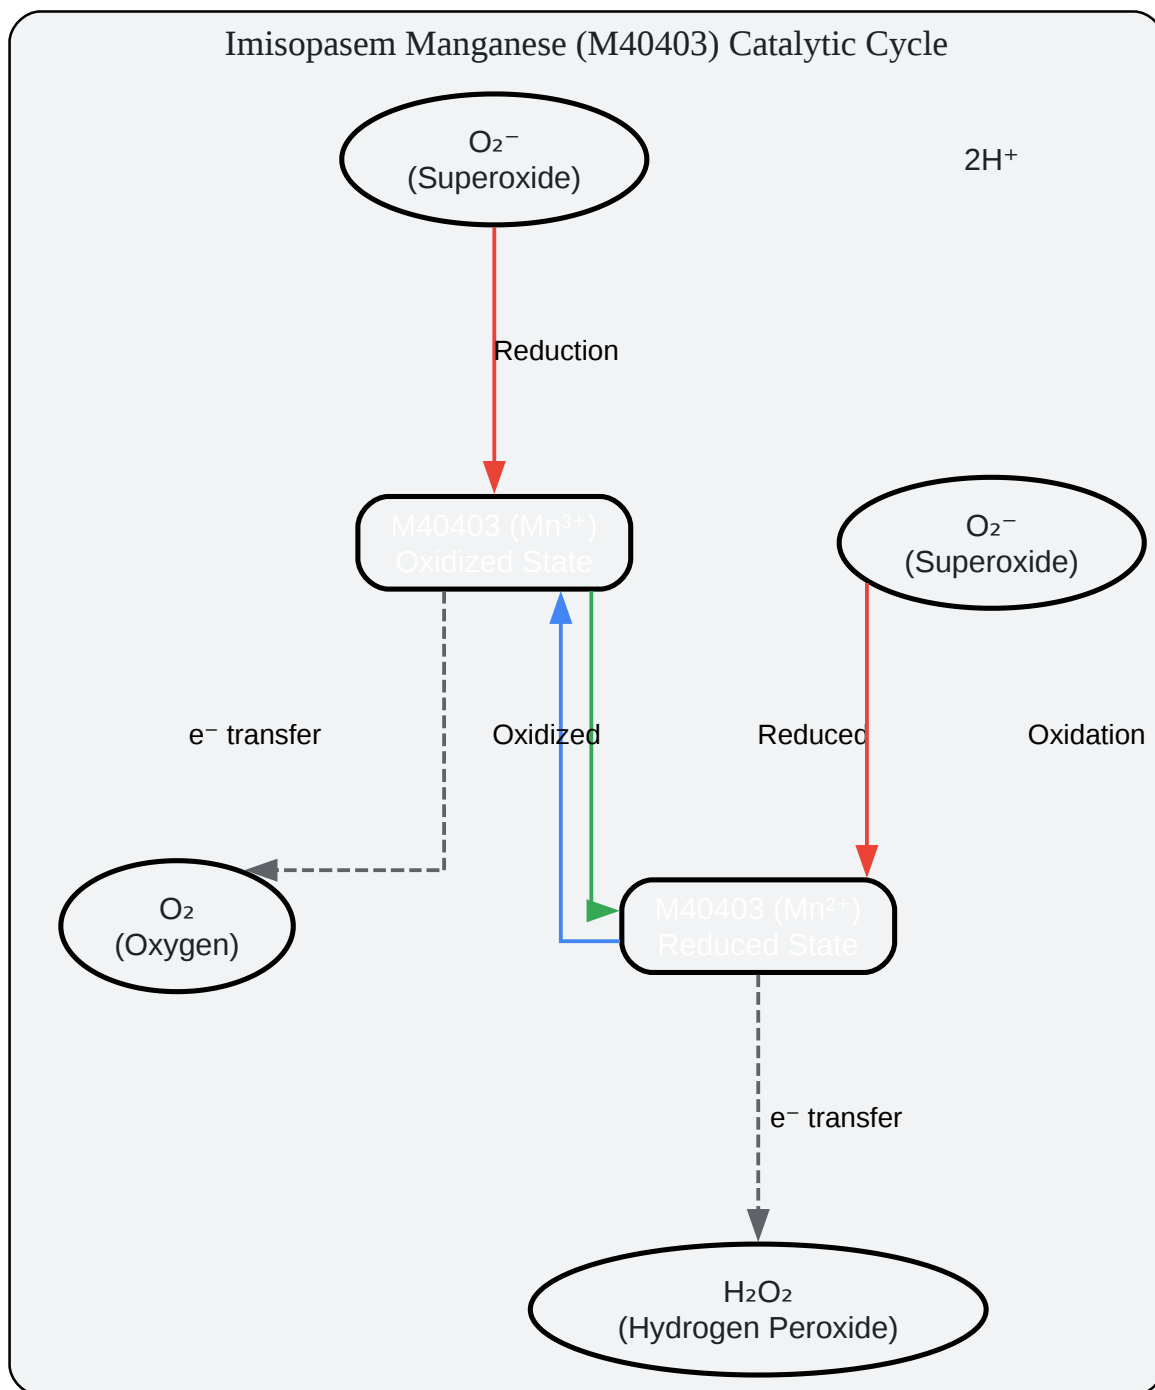 Imisopasem Manganese (M40403) Catalytic Cycle
O₂⁻
(Superoxide)
2H⁺
Reduction
M40403 (Mn³⁺)
Oxidized State
O₂⁻
(Superoxide)
e⁻ transfer
Oxidized
Reduced
Oxidation
O₂
(Oxygen)
M40403 (Mn²⁺)
Reduced State
e⁻ transfer
H₂O₂
(Hydrogen Peroxide)